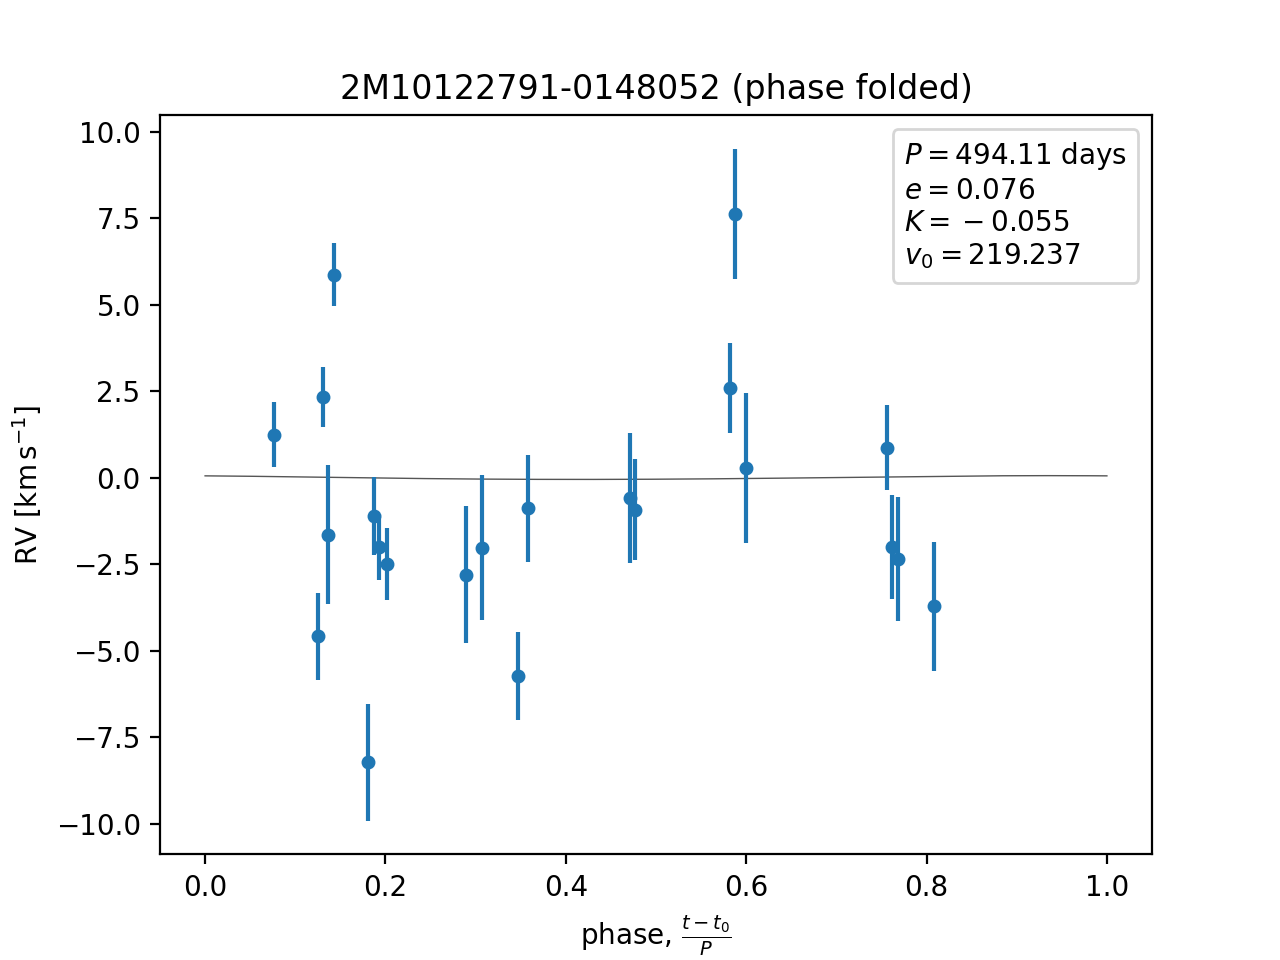 2M10122791-0148052 (phase folded)
P = 494.11 days
e = 0.076
K = −0.055
v₀ = 219.237
10.0
7.5
5.0
2.5
0.0
−2.5
−5.0
−7.5
−10.0
RV [km s⁻¹]
0.0 0.2 0.4 0.6 0.8 1.0
phase, (t − t₀)/P